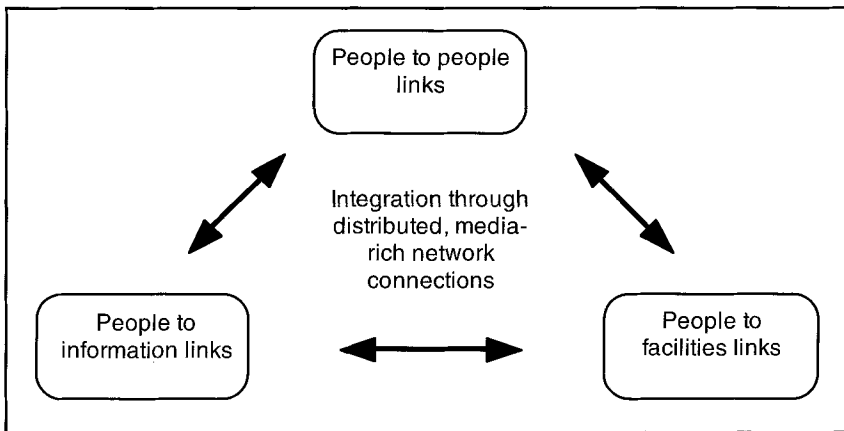 People to people
links
Integration through
distributed, media-
rich network
connections
People to
information links
People to
facilities links